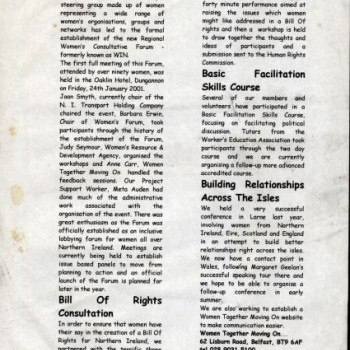 steering group made up of women
representing a wide range of
women's organisations, groups and
networks has led to the formal
establishment of the new Regional
Women's Consultative Forum -
formerly known as WIN.
The first full meeting of this Forum,
attended by over ninety women, was
held in the Oaklin Hotel, Dungannon
on Friday, 24th January 2001.
Joan Smyth, currently chair of the
N. I. Transport Holding Company
chaired the event, Barbara Erwin,
Chair of Women's Forum, took
participants through the history of
the establishment of the Forum,
Judy Seymour, Women's Resource &
Development Agency, organised the
workshops and Anne Carr, Women
Together Moving On handled the
feedback sessions. Our Project
Support Worker, Meta Auden had
done much of the administrative
work associated with the
organisation of the event. There was
great enthusiasm as the Forum was
officially established as an inclusive
lobbying forum for women all over
Northern Ireland. Meetings are
currently being held to establish
issue based panels to move from
planning to action and an official
launch of the Forum is planned for
later in the year.
Bill Of Rights
Consultation
In order to ensure that women have
their say in the creation of a Bill Of
Rights for Northern Ireland, we
partnered with the terrific three
forty minute performance aimed at
raising the issues which women
might like addressed in a Bill Of
Rights and then a workshop is held
to draw together the thoughts and
ideas of participants and a
submission sent to the Human Rights
Commission.
Basic Facilitation
Skills Course
Several of our members and
volunteers have participated in a
Basic Facilitation Skills Course,
focusing on facilitating political
discussion. Tutors from the
Worker's Education Association took
participants through the two day
course and we are currently
organising a follow-up more advanced
accredited course.
Building Relationships
Across The Isles
We held a very successful
conference in Larne last year,
involving women from Northern
Ireland, Eire, Scotland and England
in an attempt to build better
relationships right across the isles.
We now have a contact point in
Wales, following Margaret Geelan's
successful speaking tour there and
we hope to be able to organise a
follow-up conference in early
summer,
We are also working to establish a
Women Together Moving On website
to make communication easier.
Women Together Moving On...
62 Lisburn Road, Belfast, BT9 6AF